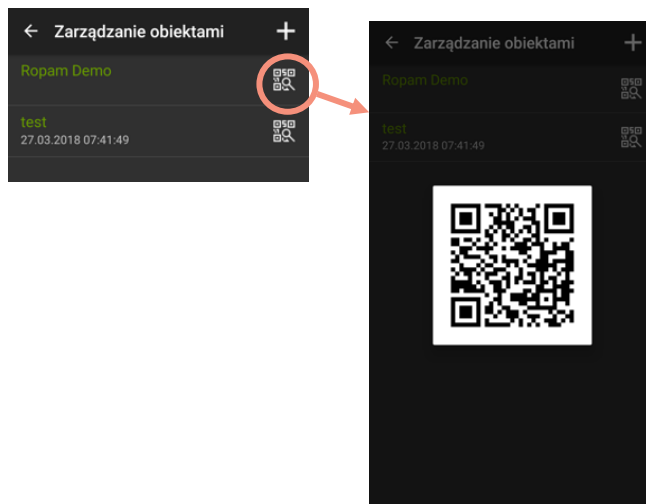 Zarządzanie obiektami
Ropam Demo
test
27.03.2018 07:41:49
Zarządzanie obiektami
Ropam Demo
test
27.03.2018 07:41:49